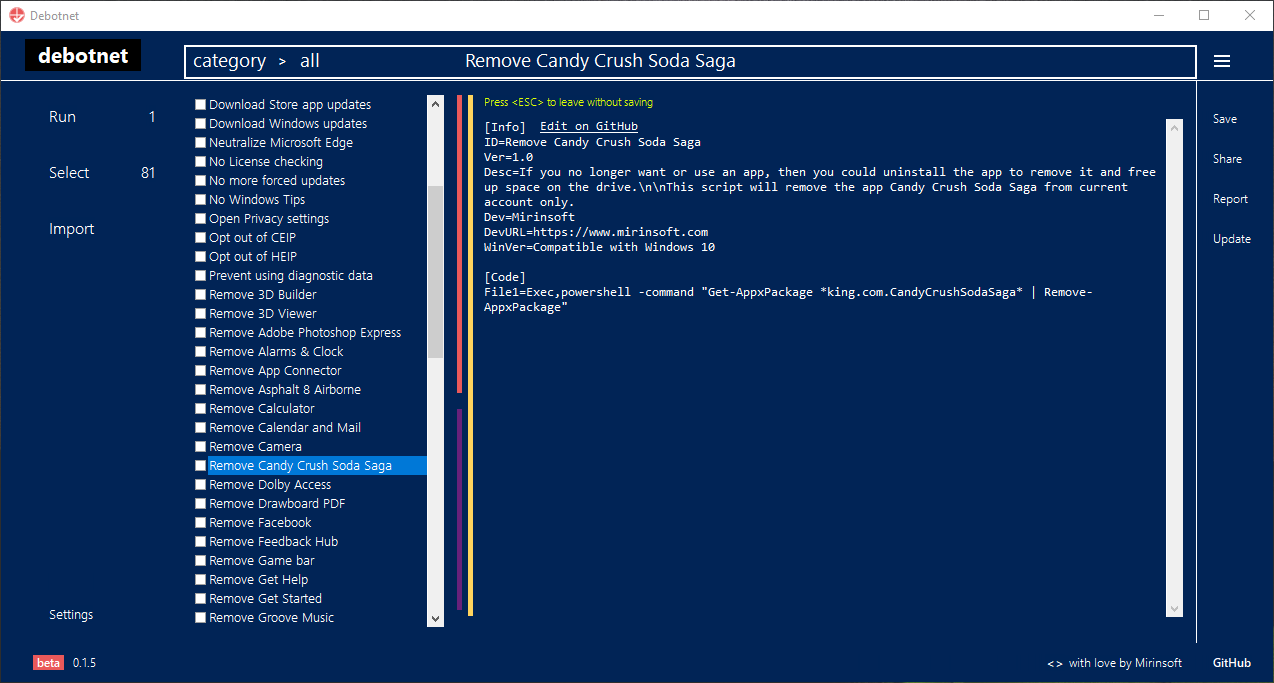 Debotnet
debotnet
category > all
Remove Candy Crush Soda Saga
Run 1
Select 81
Import
Settings
beta 0.1.5
Download Store app updates
Download Windows updates
Neutralize Microsoft Edge
No License checking
No more forced updates
No Windows Tips
Open Privacy settings
Opt out of CEIP
Opt out of HEIP
Prevent using diagnostic data
Remove 3D Builder
Remove 3D Viewer
Remove Adobe Photoshop Express
Remove Alarms & Clock
Remove App Connector
Remove Asphalt 8 Airborne
Remove Calculator
Remove Calendar and Mail
Remove Camera
Remove Candy Crush Soda Saga
Remove Dolby Access
Remove Drawboard PDF
Remove Facebook
Remove Feedback Hub
Remove Game bar
Remove Get Help
Remove Get Started
Remove Groove Music
Press <ESC> to leave without saving
[Info] Edit on GitHub
ID=Remove Candy Crush Soda Saga
Ver=1.0
Desc=If you no longer want or use an app, then you could uninstall the app to remove it and free
up space on the drive.\n\nThis script will remove the app Candy Crush Soda Saga from current
account only.
Dev=Mirinsoft
DevURL=https://www.mirinsoft.com
WinVer=Compatible with Windows 10
[Code]
File1=Exec,powershell -command "Get-AppxPackage *king.com.CandyCrushSodaSaga* | Remove-
AppxPackage"
Save
Share
Report
Update
<> with love by Mirinsoft
GitHub